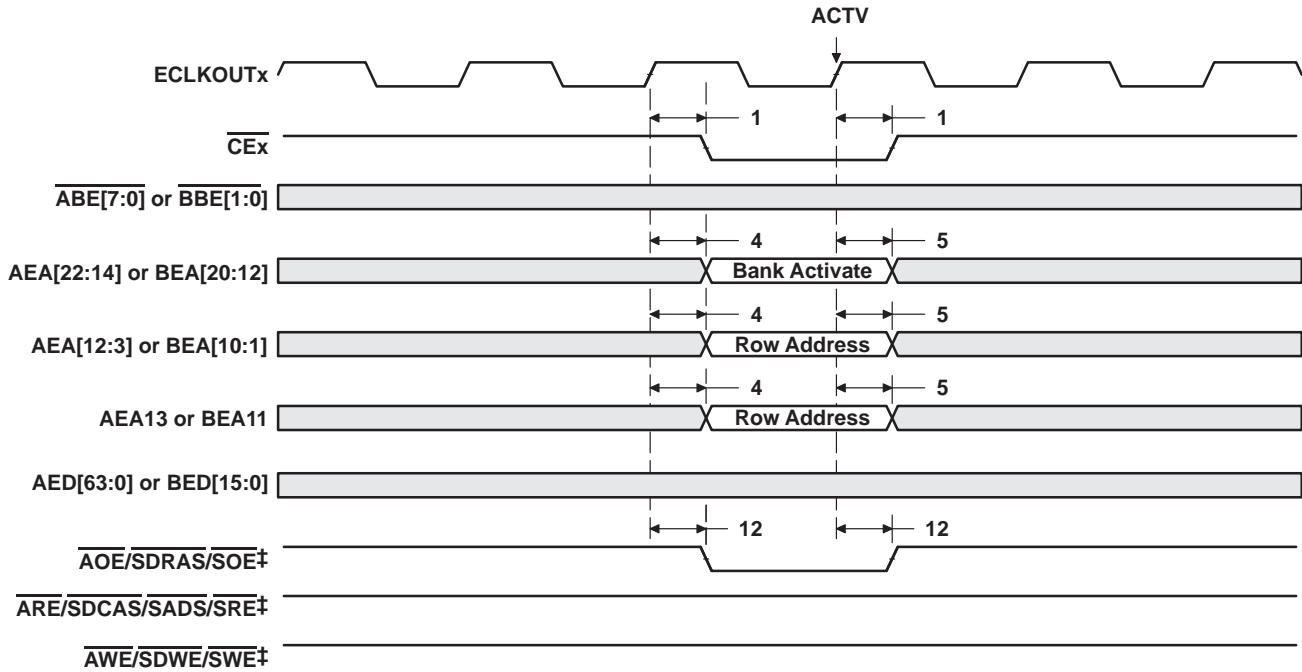 ACTV
ECLKOUTx
1 1
CEx
ABE[7:0] or BBE[1:0]
4 5
AEA[22:14] or BEA[20:12] Bank Activate
4 5
AEA[12:3] or BEA[10:1] Row Address
4 5
AEA13 or BEA11 Row Address
AED[63:0] or BED[15:0]
12 12
AOE/SDRAS/SOE‡
ARE/SDCAS/SADS/SRE‡
AWE/SDWE/SWE‡